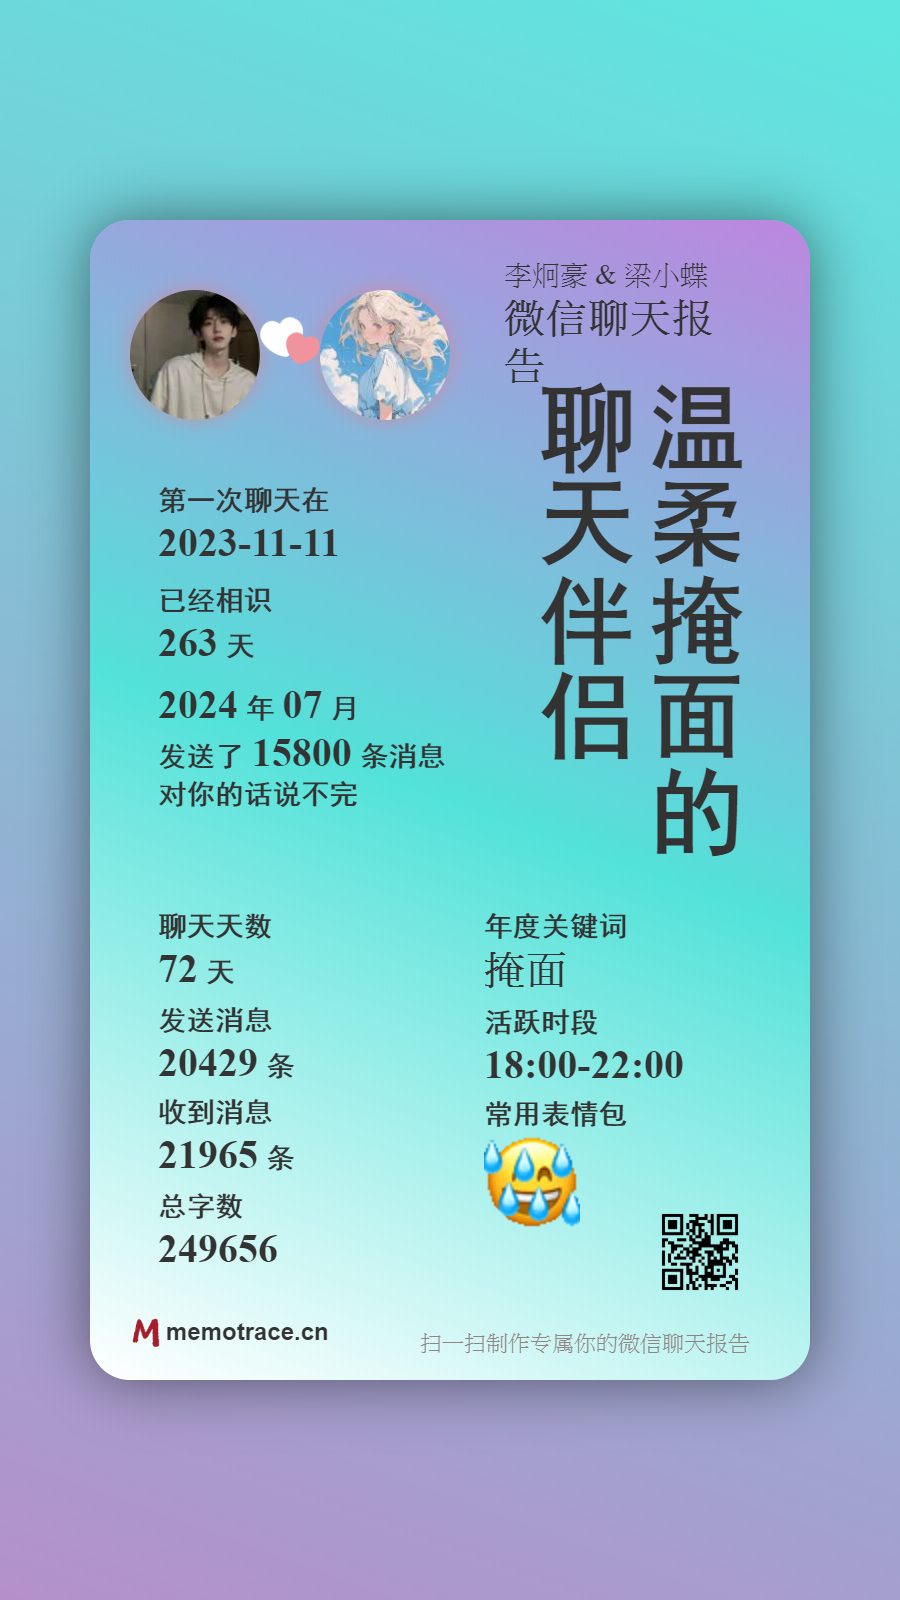 李炯豪 & 梁小蝶
微信聊天报
告
温柔掩面的
聊天伴侣
第一次聊天在
2023-11-11
已经相识
263 天
2024 年 07 月
发送了 15800 条消息
对你的话说不完
聊天天数
72 天
发送消息
20429 条
收到消息
21965 条
总字数
249656
年度关键词
掩面
活跃时段
18:00-22:00
常用表情包
M memotrace.cn
扫一扫制作专属你的微信聊天报告